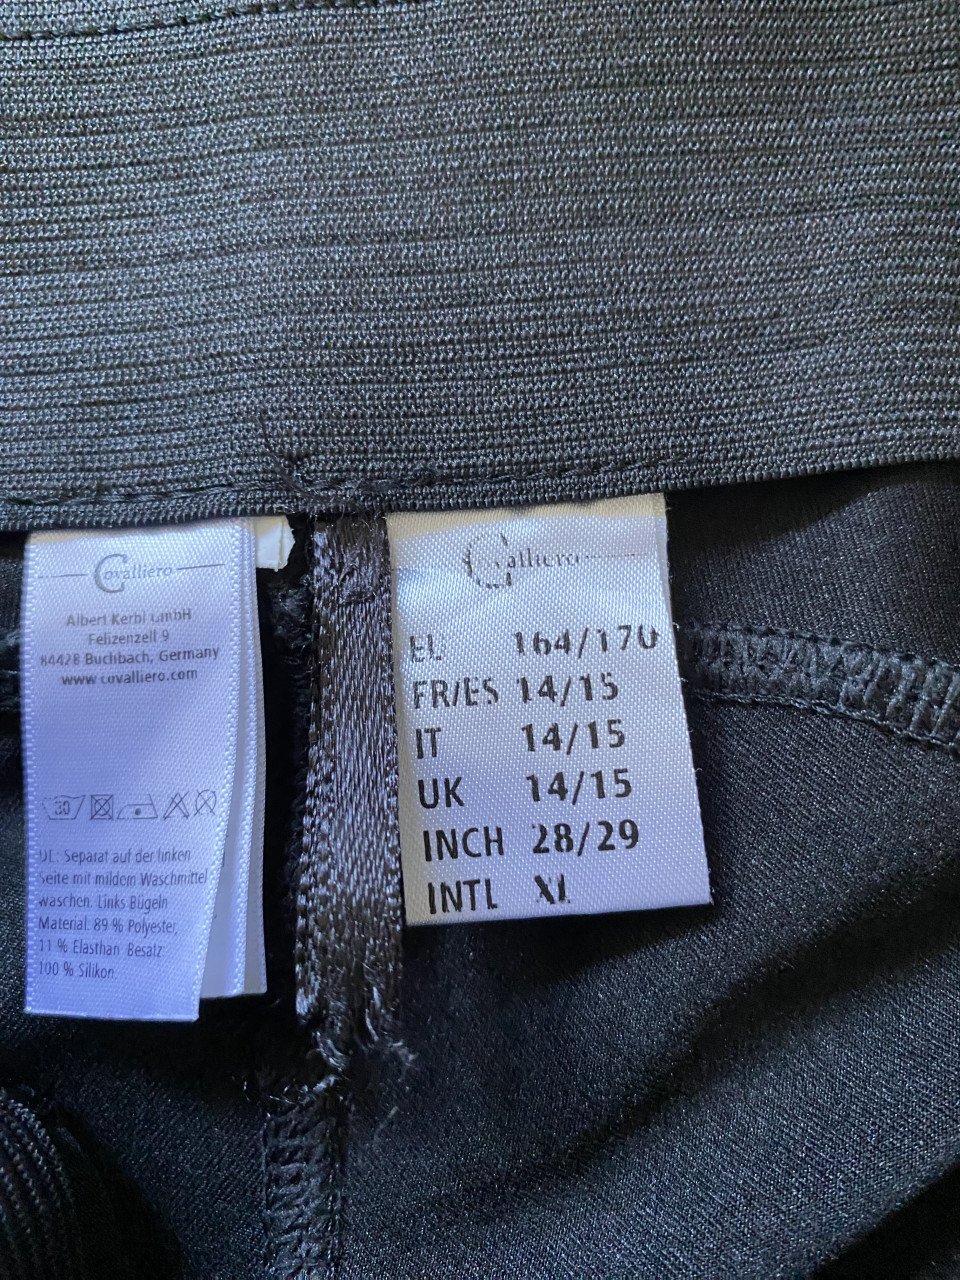 Covalliero
Albert Kerbl GmbH
Felizenzell 9
84428 Buchbach, Germany
www.covalliero.com
30
DE: Separat auf der linken
Seite mit mildem Waschmittel
waschen. Links Bügeln
Material: 89 % Polyester,
11 % Elasthan Besatz:
100 % Silikon
Covalliero
EU 164/170
FR/ES 14/15
IT 14/15
UK 14/15
INCH 28/29
INTL XL